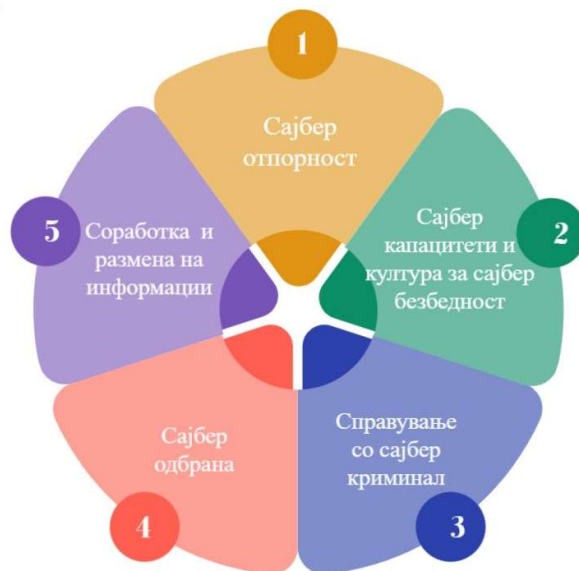 1
Сајбер
отпорност
2
Сајбер
капацитети и
култура за сајбер
безбедност
3
Справување
со сајбер
криминал
4
Сајбер
одбрана
5
Соработка и
размена на
информации